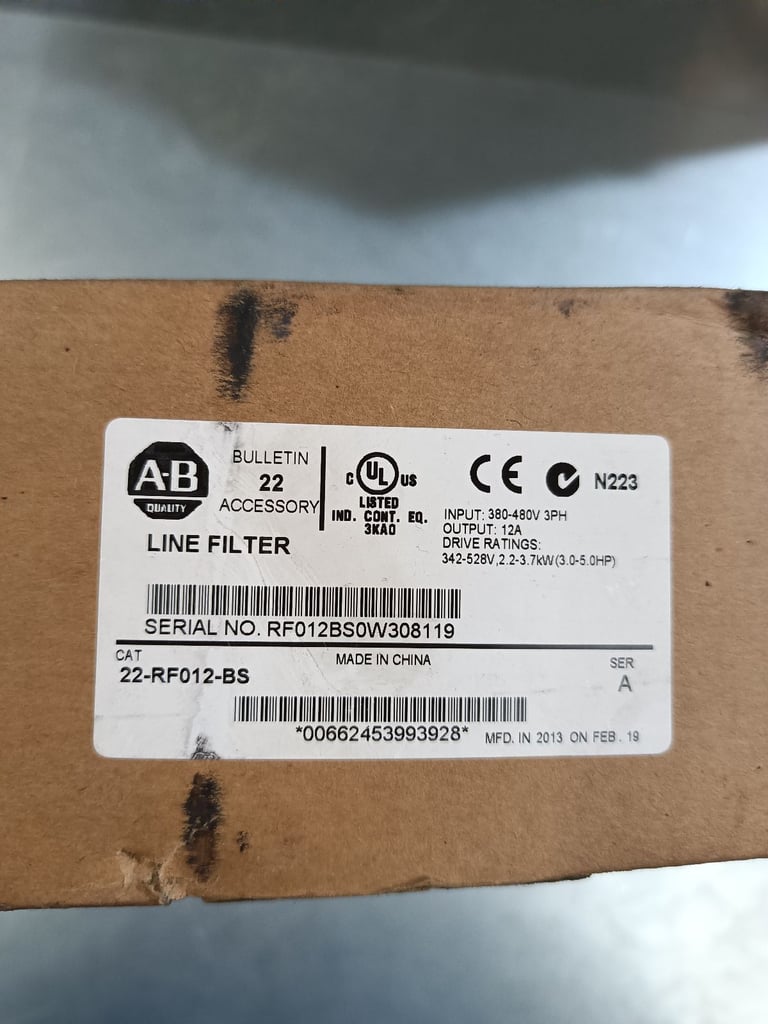 A-B
QUALITY
BULLETIN
22
ACCESSORY
LINE FILTER
C UL US
LISTED
IND. CONT. EQ.
3KA0
CE N223
INPUT: 380-480V 3PH
OUTPUT: 12A
DRIVE RATINGS:
342-528V, 2.2-3.7kW(3.0-5.0HP)
SERIAL NO. RF012BS0W308119
CAT
22-RF012-BS
MADE IN CHINA
SER
A
*00662453993928*
MFD. IN 2013 ON FEB. 19